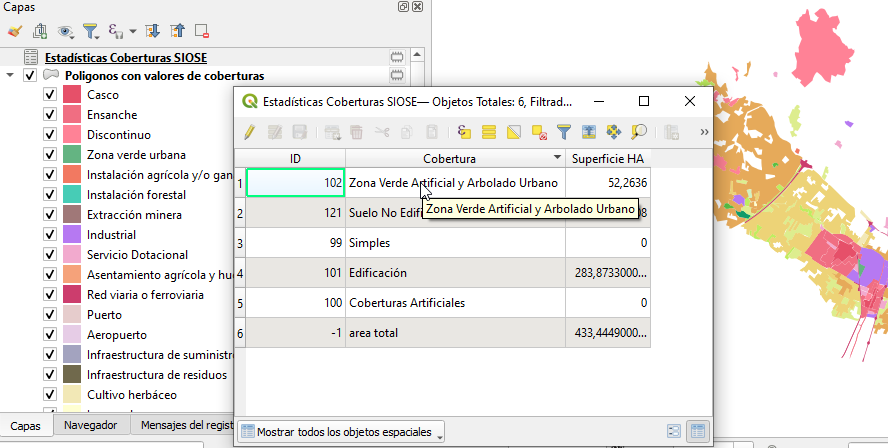 Capas
Estadísticas Coberturas SIOSE
Poligonos con valores de coberturas
Casco
Ensanche
Discontinuo
Zona verde urbana
Instalación agrícola y/o gan
Instalación forestal
Extracción minera
Industrial
Servicio Dotacional
Asentamiento agrícola y hue
Red viaria o ferroviaria
Puerto
Aeropuerto
Infraestructura de suministro
Infraestructura de residuos
Cultivo herbáceo
Capas Navegador Mensajes del regist
Estadísticas Coberturas SIOSE— Objetos Totales: 6, Filtrad...
»
ID Cobertura Superficie HA
1 102 Zona Verde Artificial y Arbolado Urbano 52,2636
2 121 Suelo No Edifi 8
Zona Verde Artificial y Arbolado Urbano
3 99 Simples 0
4 101 Edificación 283,8733000...
5 100 Coberturas Artificiales 0
6 -1 area total 433,4449000...
Mostrar todos los objetos espaciales